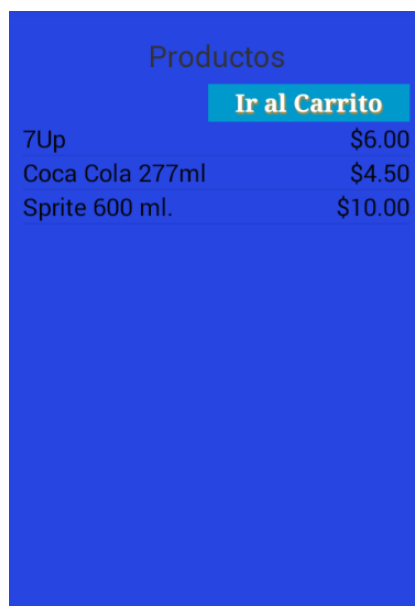 Productos
Ir al Carrito
7Up $6.00
Coca Cola 277ml $4.50
Sprite 600 ml. $10.00